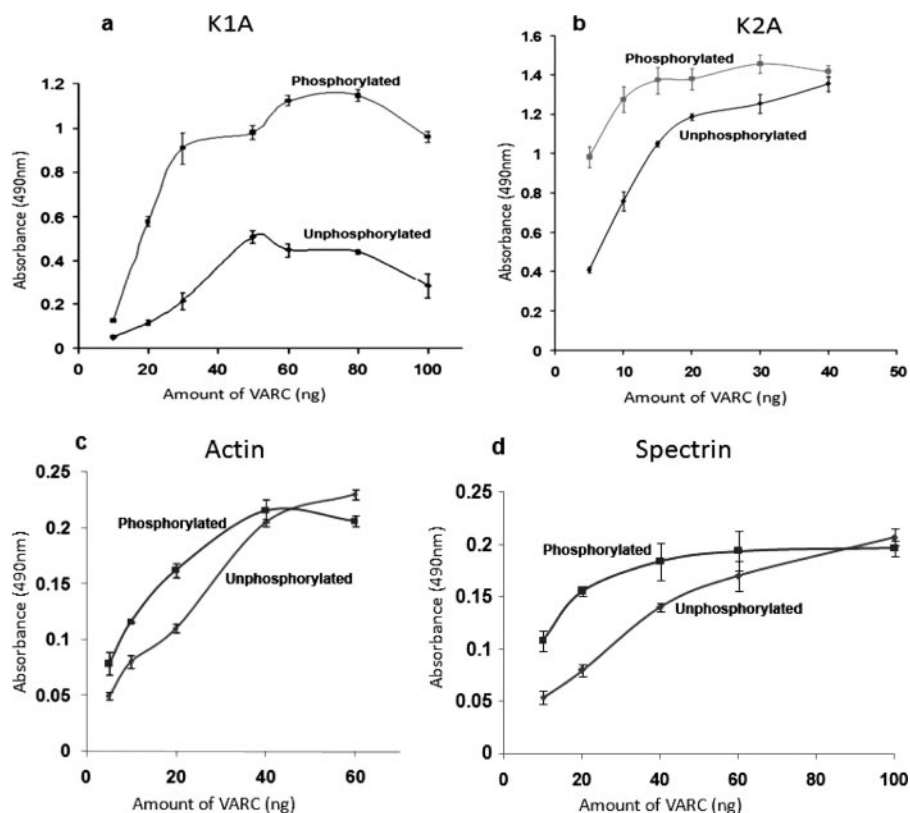 a K1A
1.2
1
0.8
0.6
0.4
0.2
0
Absorbance (490nm)
Phosphorylated
Unphosphorylated
0 20 40 60 80 100
Amount of VARC (ng)
b K2A
1.6
1.4
1.2
1
0.8
0.6
0.4
0.2
0
Absorbance (490nm)
Phosphorylated
Unphosphorylated
0 10 20 30 40 50
Amount of VARC (ng)
c Actin
0.25
0.2
0.15
0.1
0.05
0
Absorbance (490nm)
Phosphorylated
Unphosphorylated
0 20 40 60
Amount of VARC (ng)
d Spectrin
0.25
0.2
0.15
0.1
0.05
0
Absorbance (490nm)
Phosphorylated
Unphosphorylated
0 20 40 60 80 100
Amount of VARC (ng)